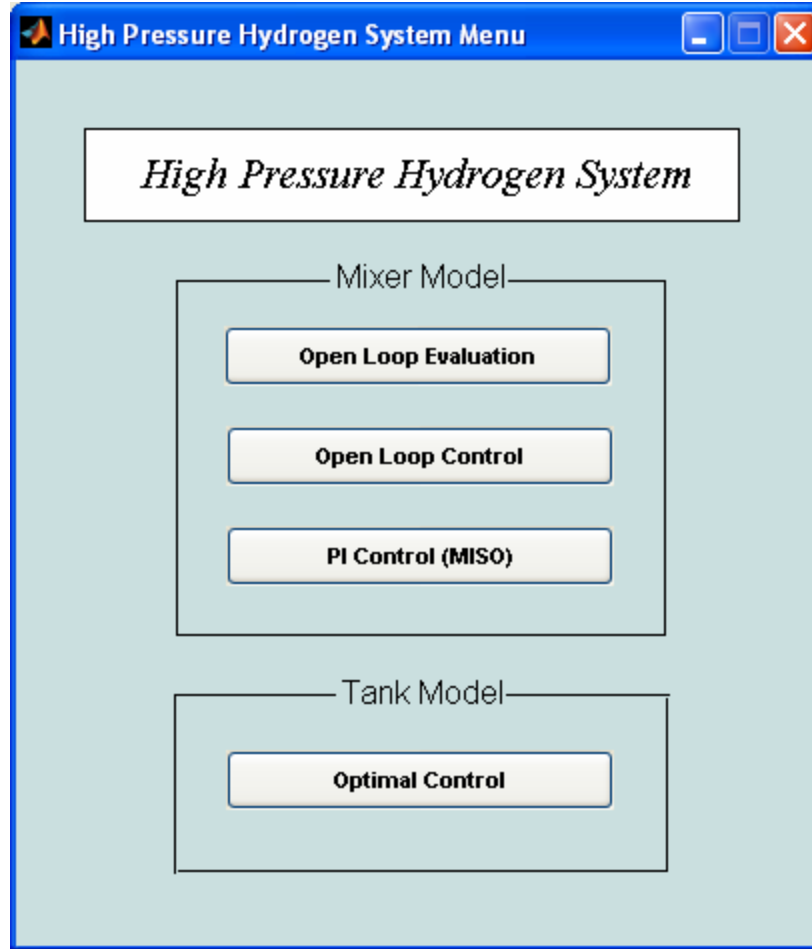 High Pressure Hydrogen System Menu
High Pressure Hydrogen System
Mixer Model
Open Loop Evaluation
Open Loop Control
PI Control (MISO)
Tank Model
Optimal Control